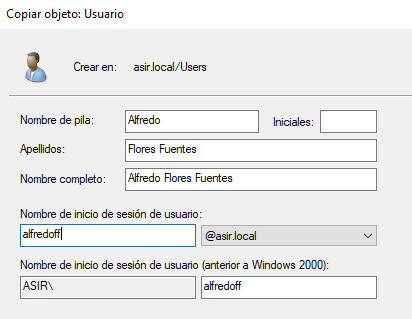 Copiar objeto: Usuario
Crear en: asir.local/Users
Nombre de pila: Alfredo Iniciales:
Apellidos: Flores Fuentes
Nombre completo: Alfredo Flores Fuentes
Nombre de inicio de sesión de usuario:
alfredoff @asir.local
Nombre de inicio de sesión de usuario (anterior a Windows 2000):
ASIR\ alfredoff